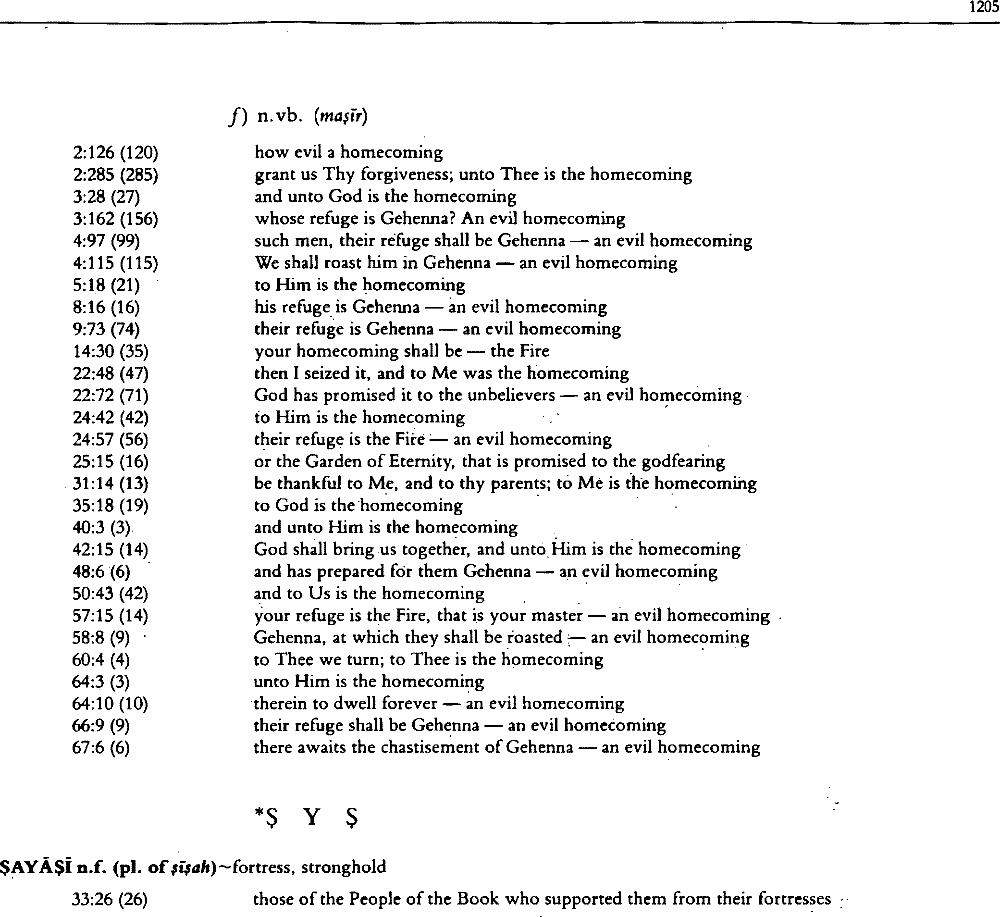 1205
f) n.vb. (maṣīr)
2:126 (120) how evil a homecoming
2:285 (285) grant us Thy forgiveness; unto Thee is the homecoming
3:28 (27) and unto God is the homecoming
3:162 (156) whose refuge is Gehenna? An evil homecoming
4:97 (99) such men, their refuge shall be Gehenna — an evil homecoming
4:115 (115) We shall roast him in Gehenna — an evil homecoming
5:18 (21) to Him is the homecoming
8:16 (16) his refuge is Gehenna — an evil homecoming
9:73 (74) their refuge is Gehenna — an evil homecoming
14:30 (35) your homecoming shall be — the Fire
22:48 (47) then I seized it, and to Me was the homecoming
22:72 (71) God has promised it to the unbelievers — an evil homecoming
24:42 (42) to Him is the homecoming
24:57 (56) their refuge is the Fire — an evil homecoming
25:15 (16) or the Garden of Eternity, that is promised to the godfearing
31:14 (13) be thankful to Me, and to thy parents; to Me is the homecoming
35:18 (19) to God is the homecoming
40:3 (3) and unto Him is the homecoming
42:15 (14) God shall bring us together, and unto Him is the homecoming
48:6 (6) and has prepared for them Gehenna — an evil homecoming
50:43 (42) and to Us is the homecoming
57:15 (14) your refuge is the Fire, that is your master — an evil homecoming
58:8 (9) Gehenna, at which they shall be roasted — an evil homecoming
60:4 (4) to Thee we turn; to Thee is the homecoming
64:3 (3) unto Him is the homecoming
64:10 (10) therein to dwell forever — an evil homecoming
66:9 (9) their refuge shall be Gehenna — an evil homecoming
67:6 (6) there awaits the chastisement of Gehenna — an evil homecoming
*Ṣ Y Ṣ
ṢAYĀṢĪ n.f. (pl. of ṣīṣah)~fortress, stronghold
33:26 (26) those of the People of the Book who supported them from their fortresses